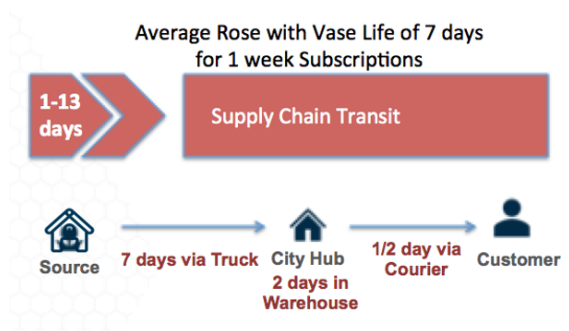 Average Rose with Vase Life of 7 days
for 1 week Subscriptions
1-13
days
Supply Chain Transit
Source
7 days via Truck
City Hub
2 days in
Warehouse
1/2 day via
Courier
Customer